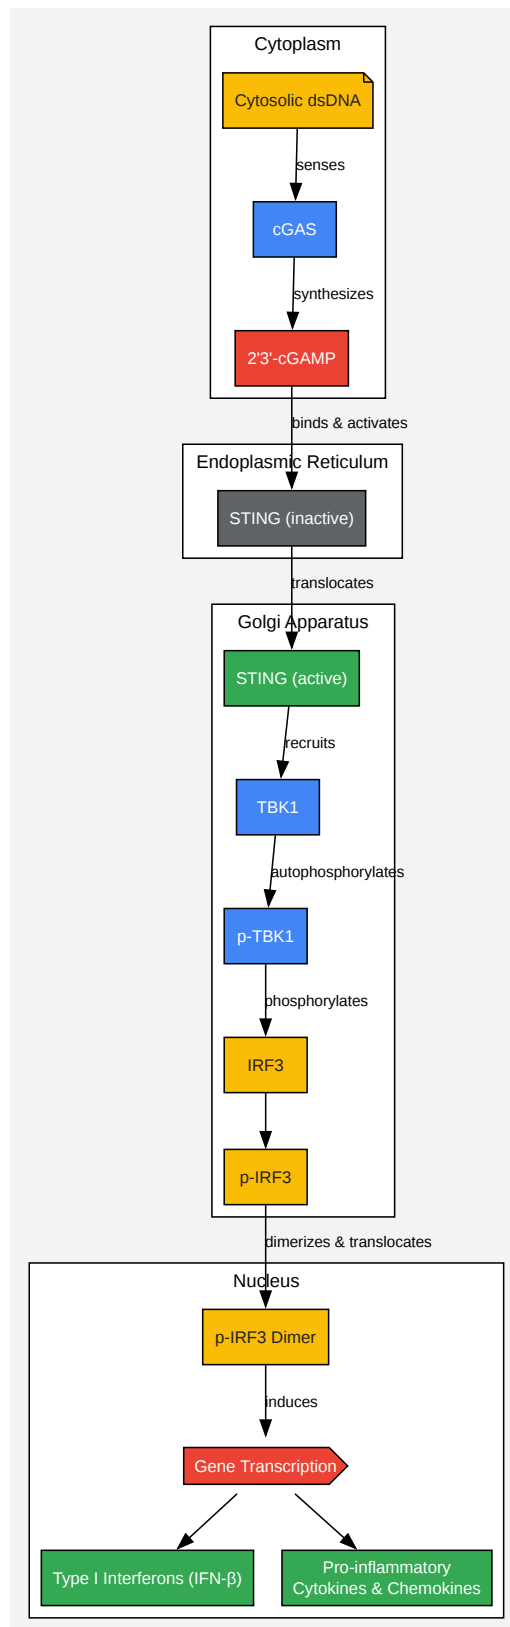 Cytoplasm
Cytosolic dsDNA
senses
cGAS
synthesizes
2'3'-cGAMP
binds & activates
Endoplasmic Reticulum
STING (inactive)
translocates
Golgi Apparatus
STING (active)
recruits
TBK1
autophosphorylates
p-TBK1
phosphorylates
IRF3
p-IRF3
dimerizes & translocates
Nucleus
p-IRF3 Dimer
induces
Gene Transcription
Type I Interferons (IFN-β)
Pro-inflammatory
Cytokines & Chemokines